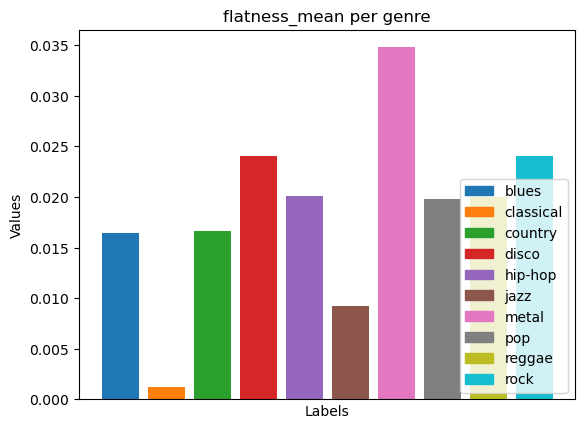 flatness_mean per genre
Values
0.035
0.030
0.025
0.020
0.015
0.010
0.005
0.000
Labels
blues
classical
country
disco
hip-hop
jazz
metal
pop
reggae
rock